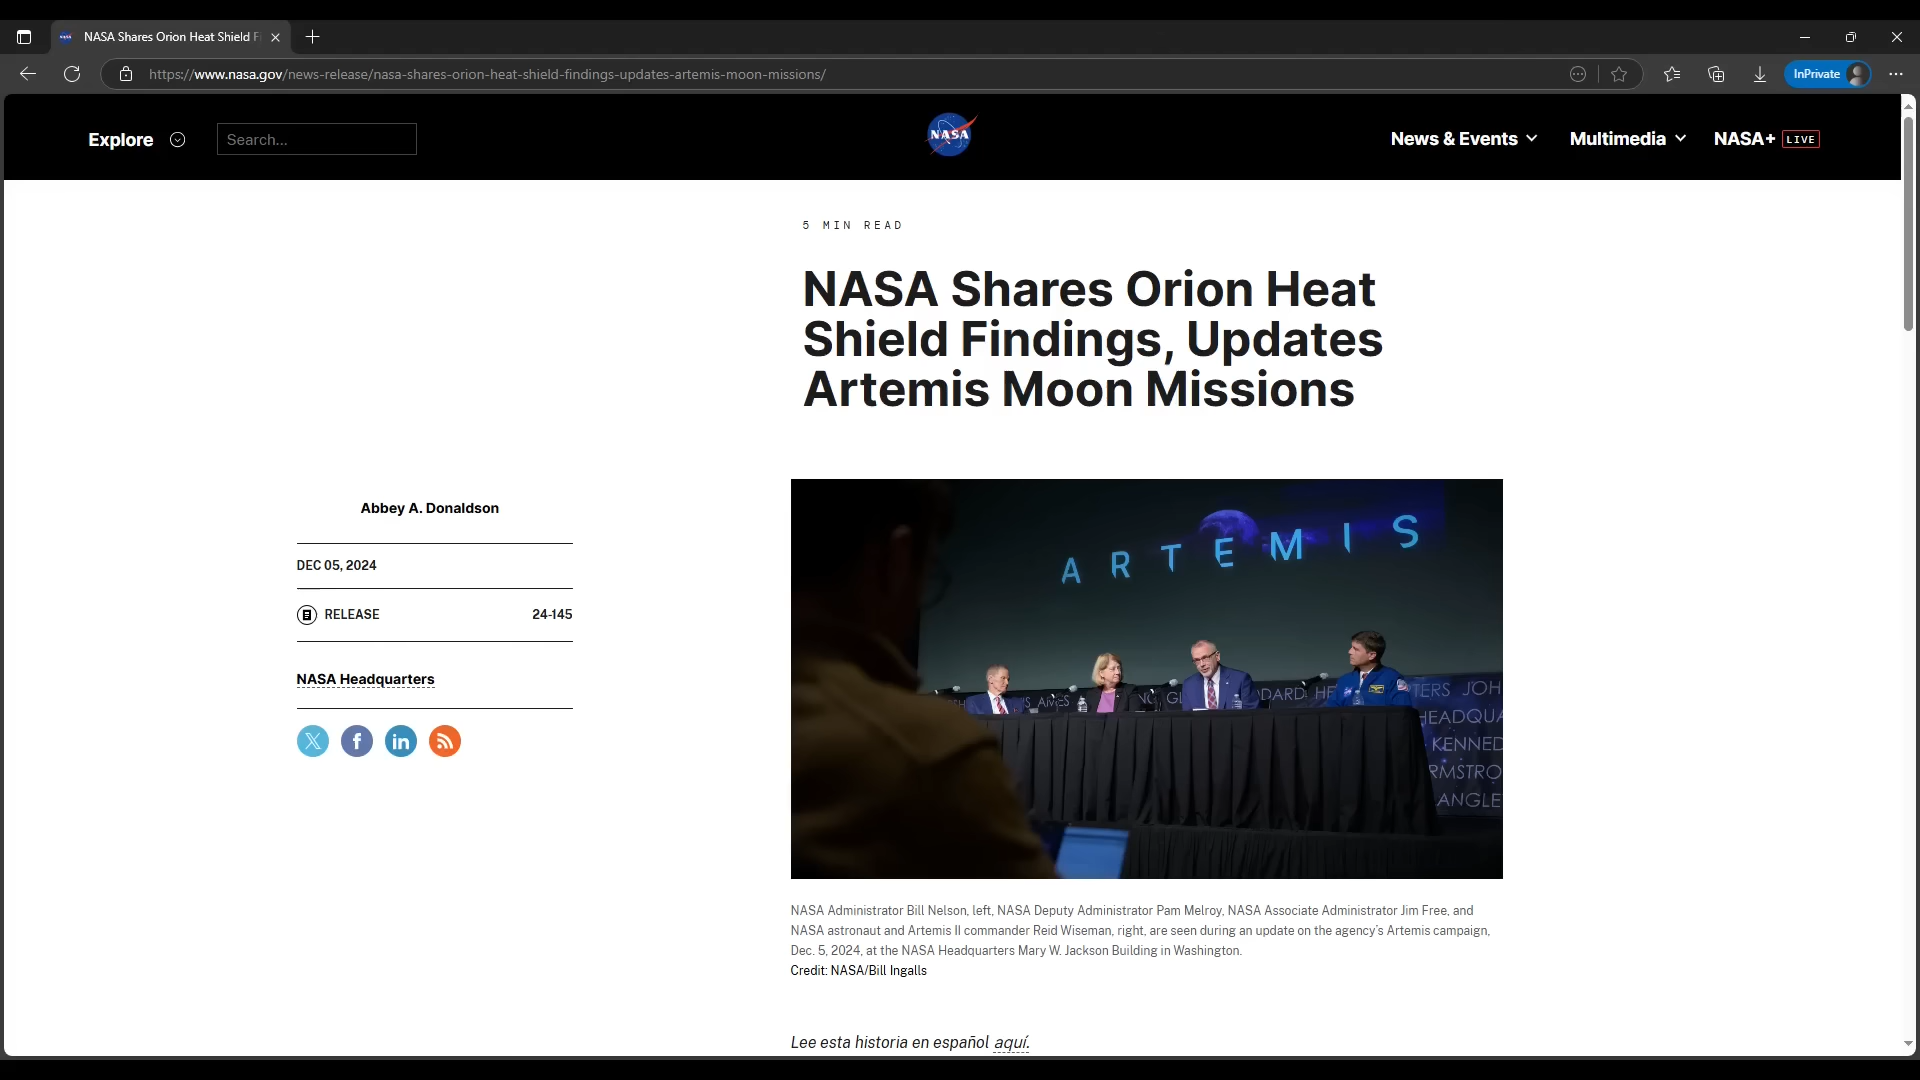 NASA Shares Orion Heat Shield F
https://www.nasa.gov/news-release/nasa-shares-orion-heat-shield-findings-updates-artemis-moon-missions/
InPrivate
Explore
Search...
NASA
News & Events
Multimedia
NASA+ LIVE
5 MIN READ
NASA Shares Orion Heat
Shield Findings, Updates
Artemis Moon Missions
Abbey A. Donaldson
DEC 05, 2024
RELEASE 24-145
NASA Headquarters
ARTEMIS
AMES
DARD
TERS JOH
HEADQUA
KENNED
RMSTRO
ANGLE
NASA Administrator Bill Nelson, left, NASA Deputy Administrator Pam Melroy, NASA Associate Administrator Jim Free, and
NASA astronaut and Artemis II commander Reid Wiseman, right, are seen during an update on the agency's Artemis campaign,
Dec. 5, 2024, at the NASA Headquarters Mary W. Jackson Building in Washington.
Credit: NASA/Bill Ingalls
Lee esta historia en español aquí.